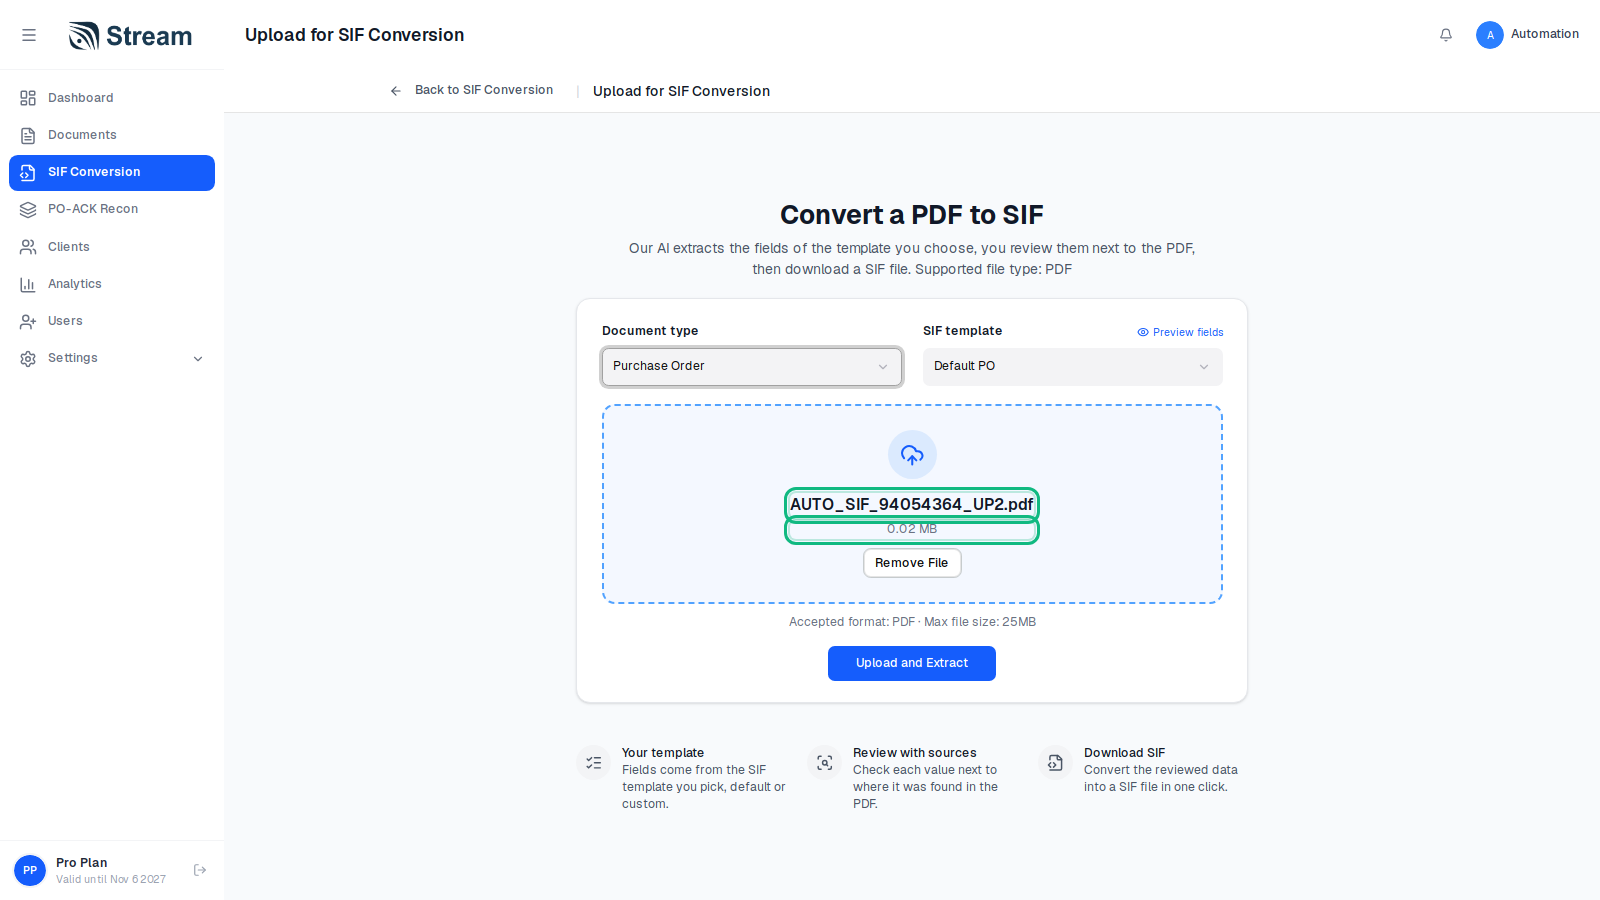 Stream
Upload for SIF Conversion
A
Automation
Back to SIF Conversion
Upload for SIF Conversion
Dashboard
Documents
SIF Conversion
PO-ACK Recon
Clients
Analytics
Users
Settings
Convert a PDF to SIF
Our AI extracts the fields of the template you choose, you review them next to the PDF,
then download a SIF file. Supported file type: PDF
Document type
SIF template
Preview fields
Purchase Order
Default PO
AUTO_SIF_94054364_UP2.pdf
0.02 MB
Remove File
Accepted format: PDF · Max file size: 25MB
Upload and Extract
Your template
Fields come from the SIF
template you pick, default or
custom.
Review with sources
Check each value next to
where it was found in the
PDF.
Download SIF
Convert the reviewed data
into a SIF file in one click.
PP
Pro Plan
Valid until Nov 6 2027